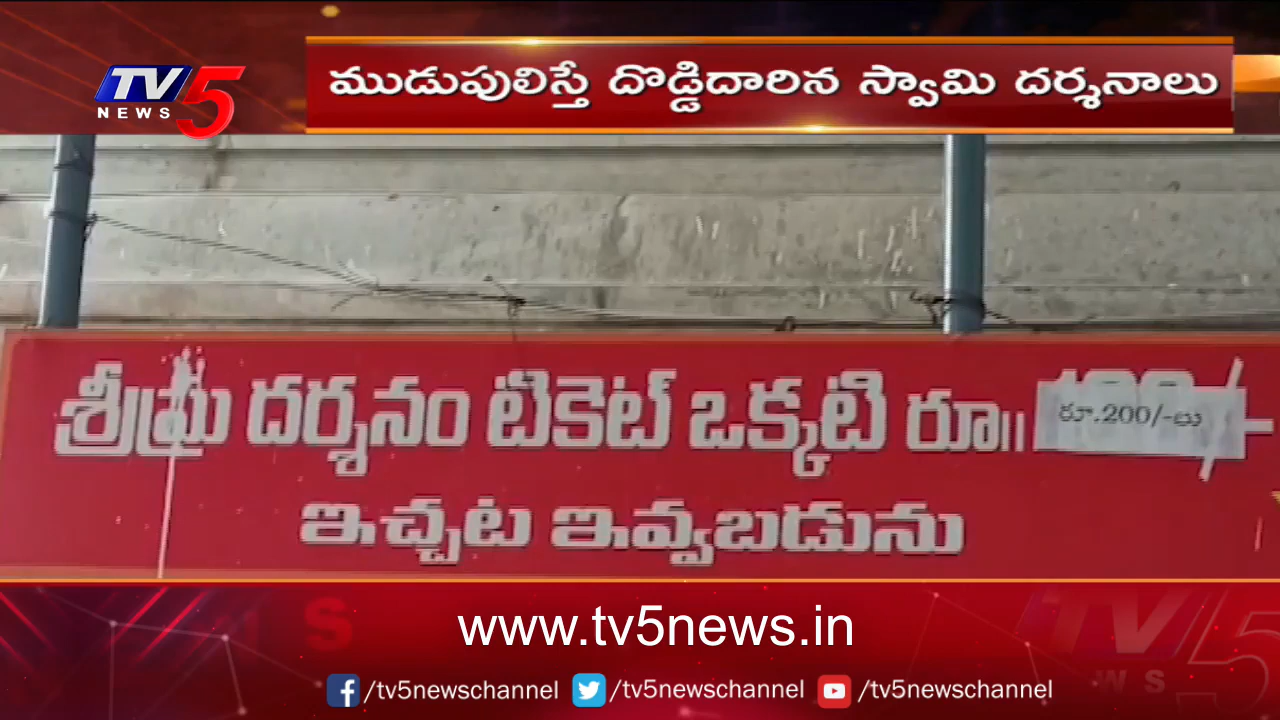 TV5
NEWS
ముడుపులిస్తే దొడ్డిదారిన స్వామి దర్శనాలు
శ్రీఘ్ర దర్శనం టికెట్ ఒక్కటి రూ॥ రూ.200/-లు
ఇచ్చట ఇవ్వబడును
www.tv5news.in
/tv5newschannel /tv5newschannel /tv5newschannel